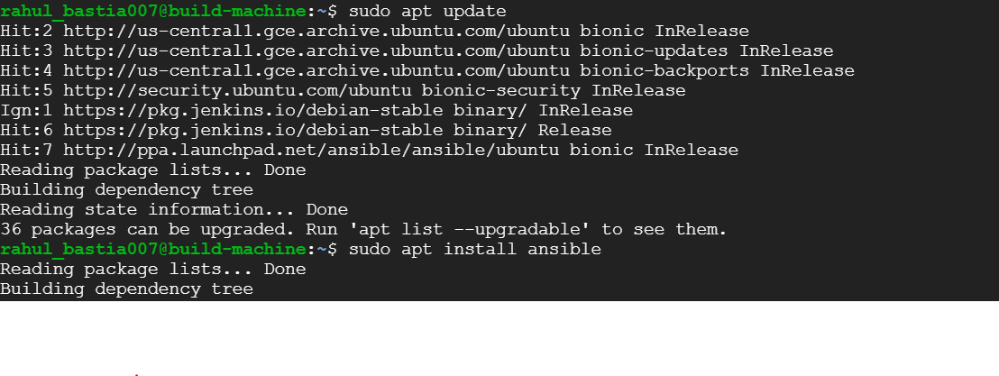 rahul_bastia007@build-machine:~$ sudo apt update
Hit:2 http://us-central1.gce.archive.ubuntu.com/ubuntu bionic InRelease
Hit:3 http://us-central1.gce.archive.ubuntu.com/ubuntu bionic-updates InRelease
Hit:4 http://us-central1.gce.archive.ubuntu.com/ubuntu bionic-backports InRelease
Hit:5 http://security.ubuntu.com/ubuntu bionic-security InRelease
Ign:1 https://pkg.jenkins.io/debian-stable binary/ InRelease
Hit:6 https://pkg.jenkins.io/debian-stable binary/ Release
Hit:7 http://ppa.launchpad.net/ansible/ansible/ubuntu bionic InRelease
Reading package lists... Done
Building dependency tree
Reading state information... Done
36 packages can be upgraded. Run 'apt list --upgradable' to see them.
rahul_bastia007@build-machine:~$ sudo apt install ansible
Reading package lists... Done
Building dependency tree